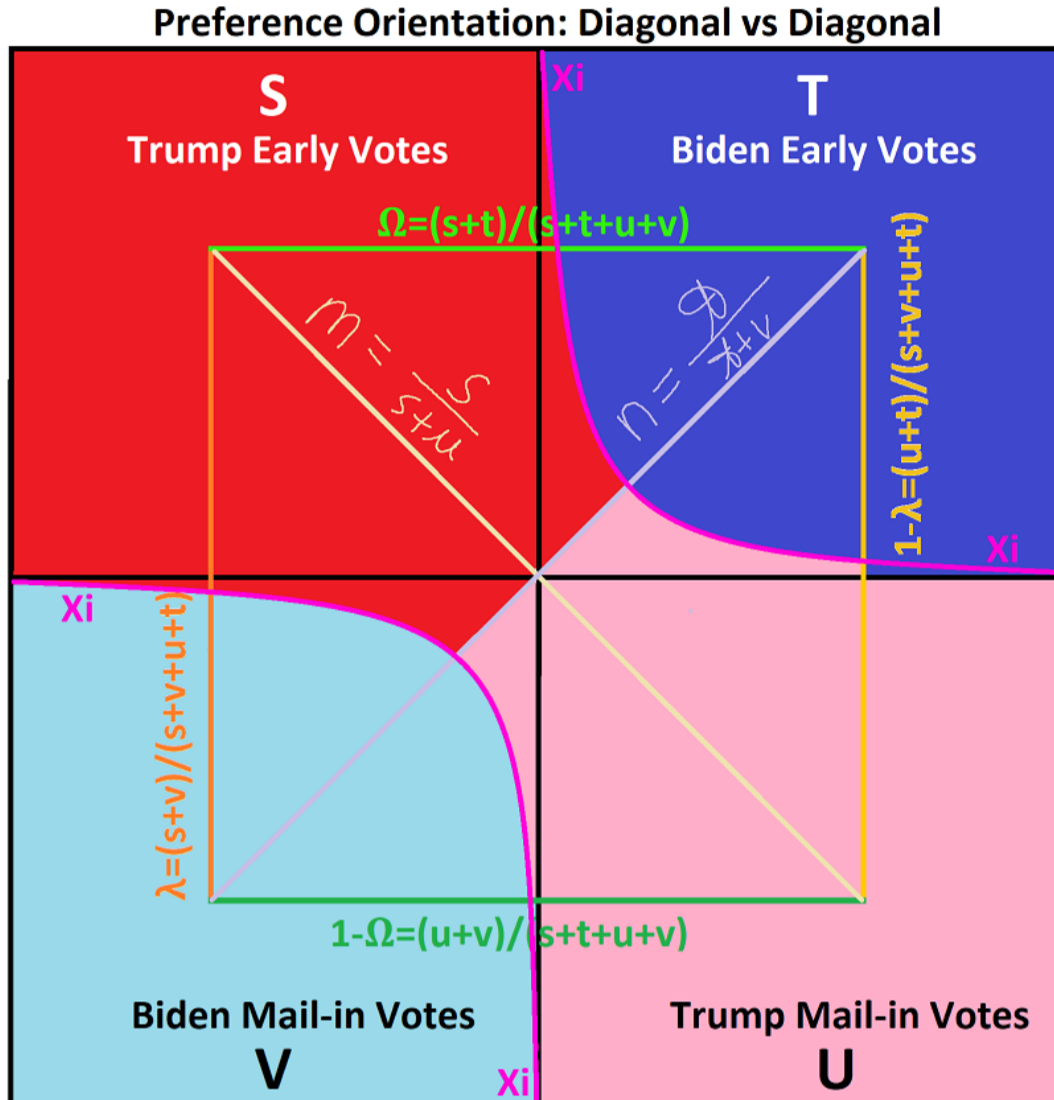 Preference Orientation: Diagonal vs Diagonal
S
Trump Early Votes
Xi
T
Biden Early Votes
Ω=(s+t)/(s+t+u+v)
m = s/s+u
n = /t+v
1-λ=(u+t)/(s+v+u+t)
Xi
Xi
λ=(s+v)/(s+v+u+t)
1-Ω=(u+v)/(s+t+u+v)
Biden Mail-in Votes
V
Xi
Trump Mail-in Votes
U